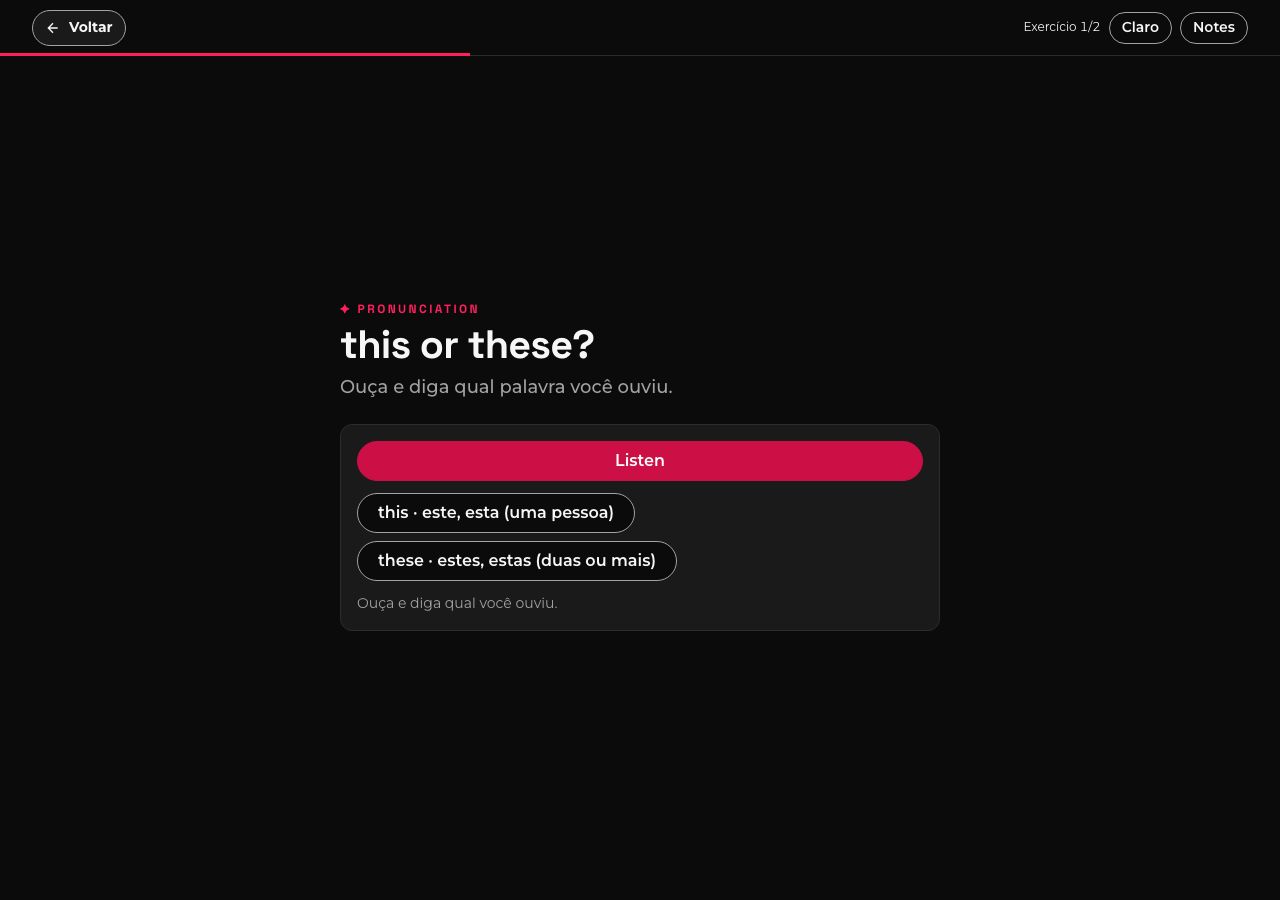 Voltar
Exercício 1/2
Claro
Notes
PRONUNCIATION
this or these?
Ouça e diga qual palavra você ouviu.
Listen
this · este, esta (uma pessoa)
these · estes, estas (duas ou mais)
Ouça e diga qual você ouviu.